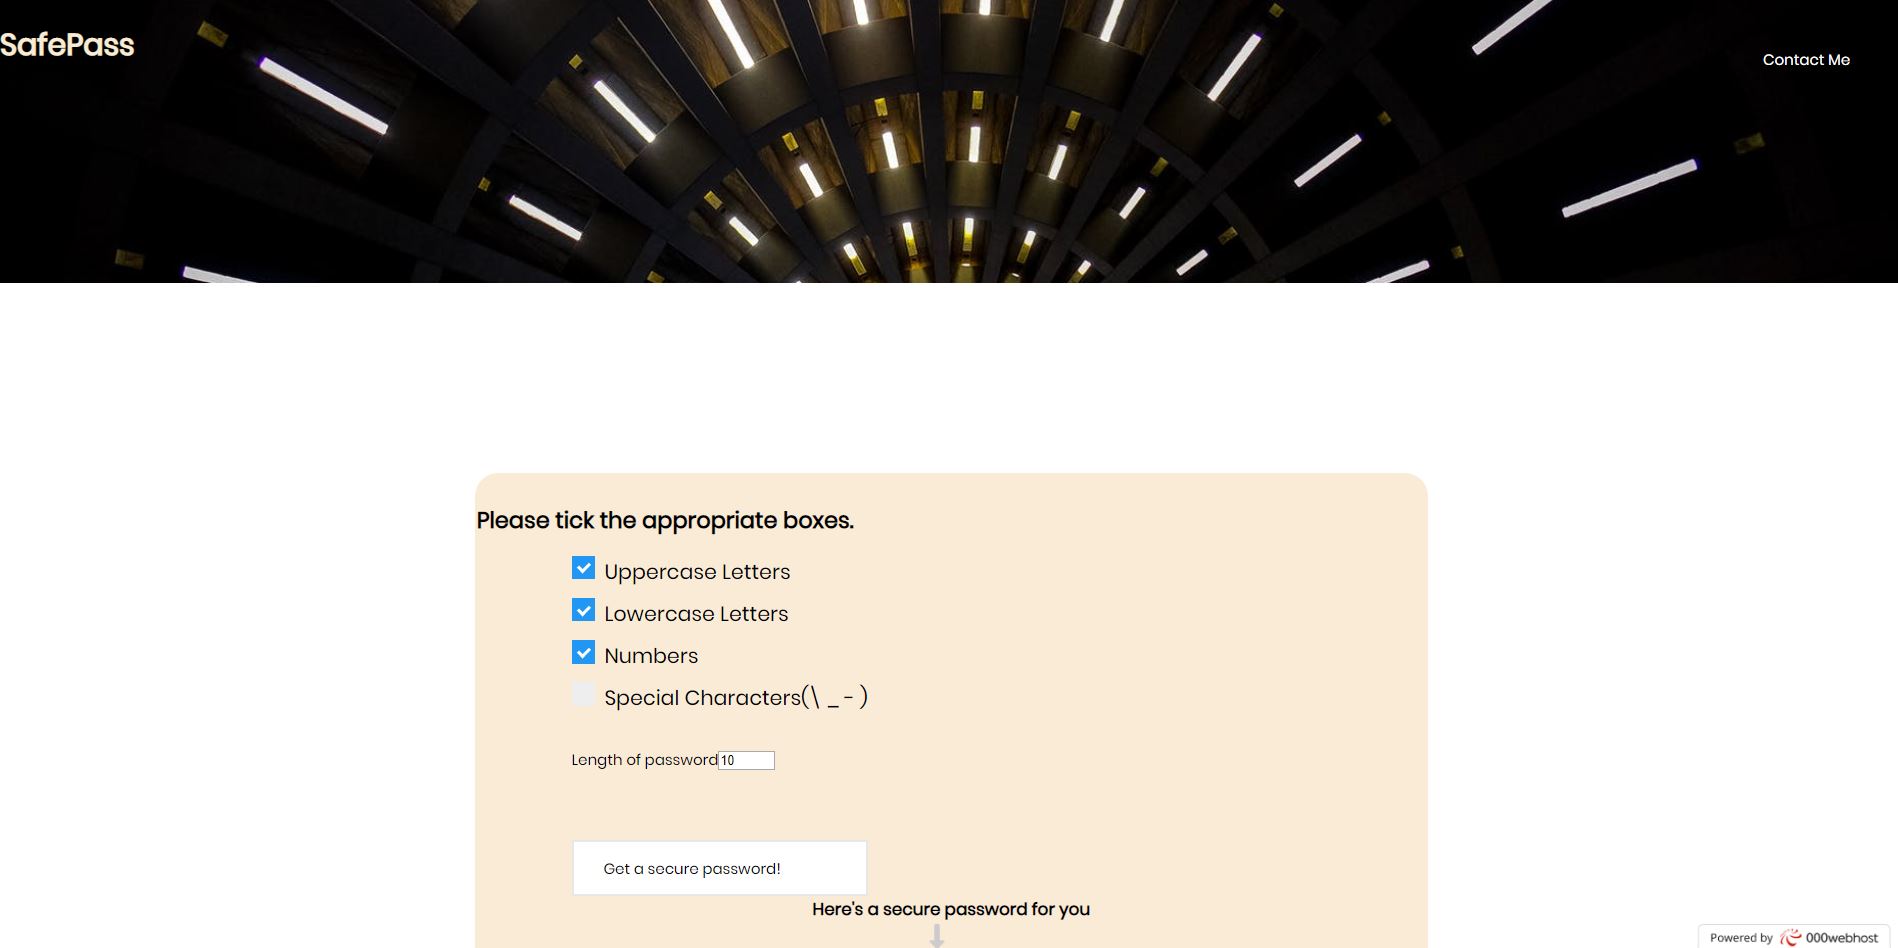 SafePass
Contact Me
Please tick the appropriate boxes.
Uppercase Letters
Lowercase Letters
Numbers
Special Characters(\ _ - )
Length of password 10
Get a secure password!
Here's a secure password for you
Powered by 000webhost